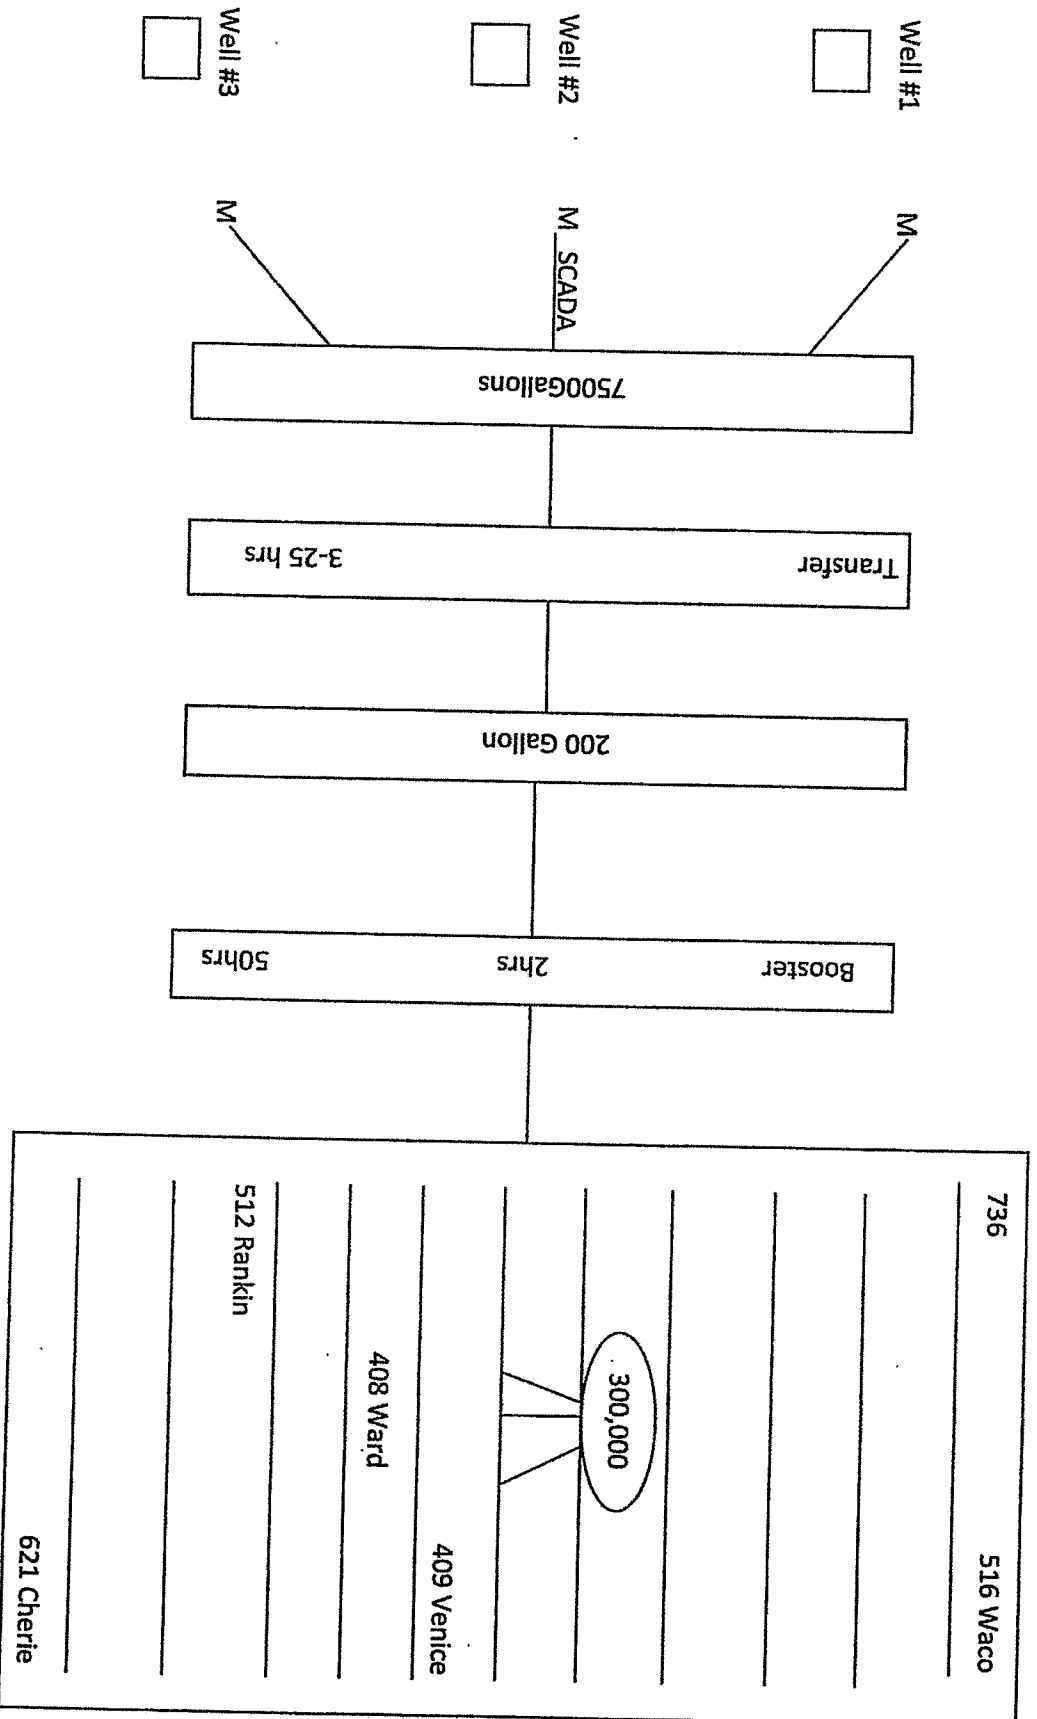 Well #1
Well #2
Well #3
M
M SCADA
M
7500Gallons
Transfer 3-25 hrs
200 Gallon
Booster 2hrs 50hrs
736
516 Waco
300,000
409 Venice
408 Ward
512 Rankin
621 Cherie